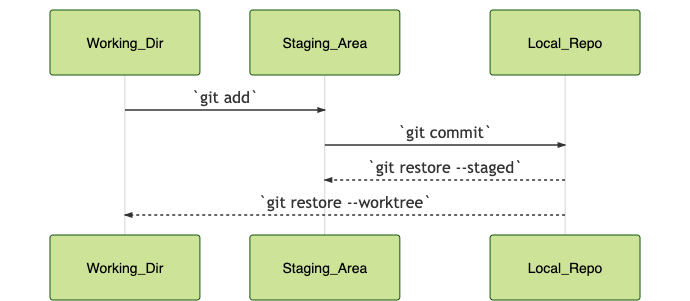 Working_Dir
Staging_Area
Local_Repo
`git add`
`git commit`
`git restore --staged`
`git restore --worktree`
Working_Dir
Staging_Area
Local_Repo